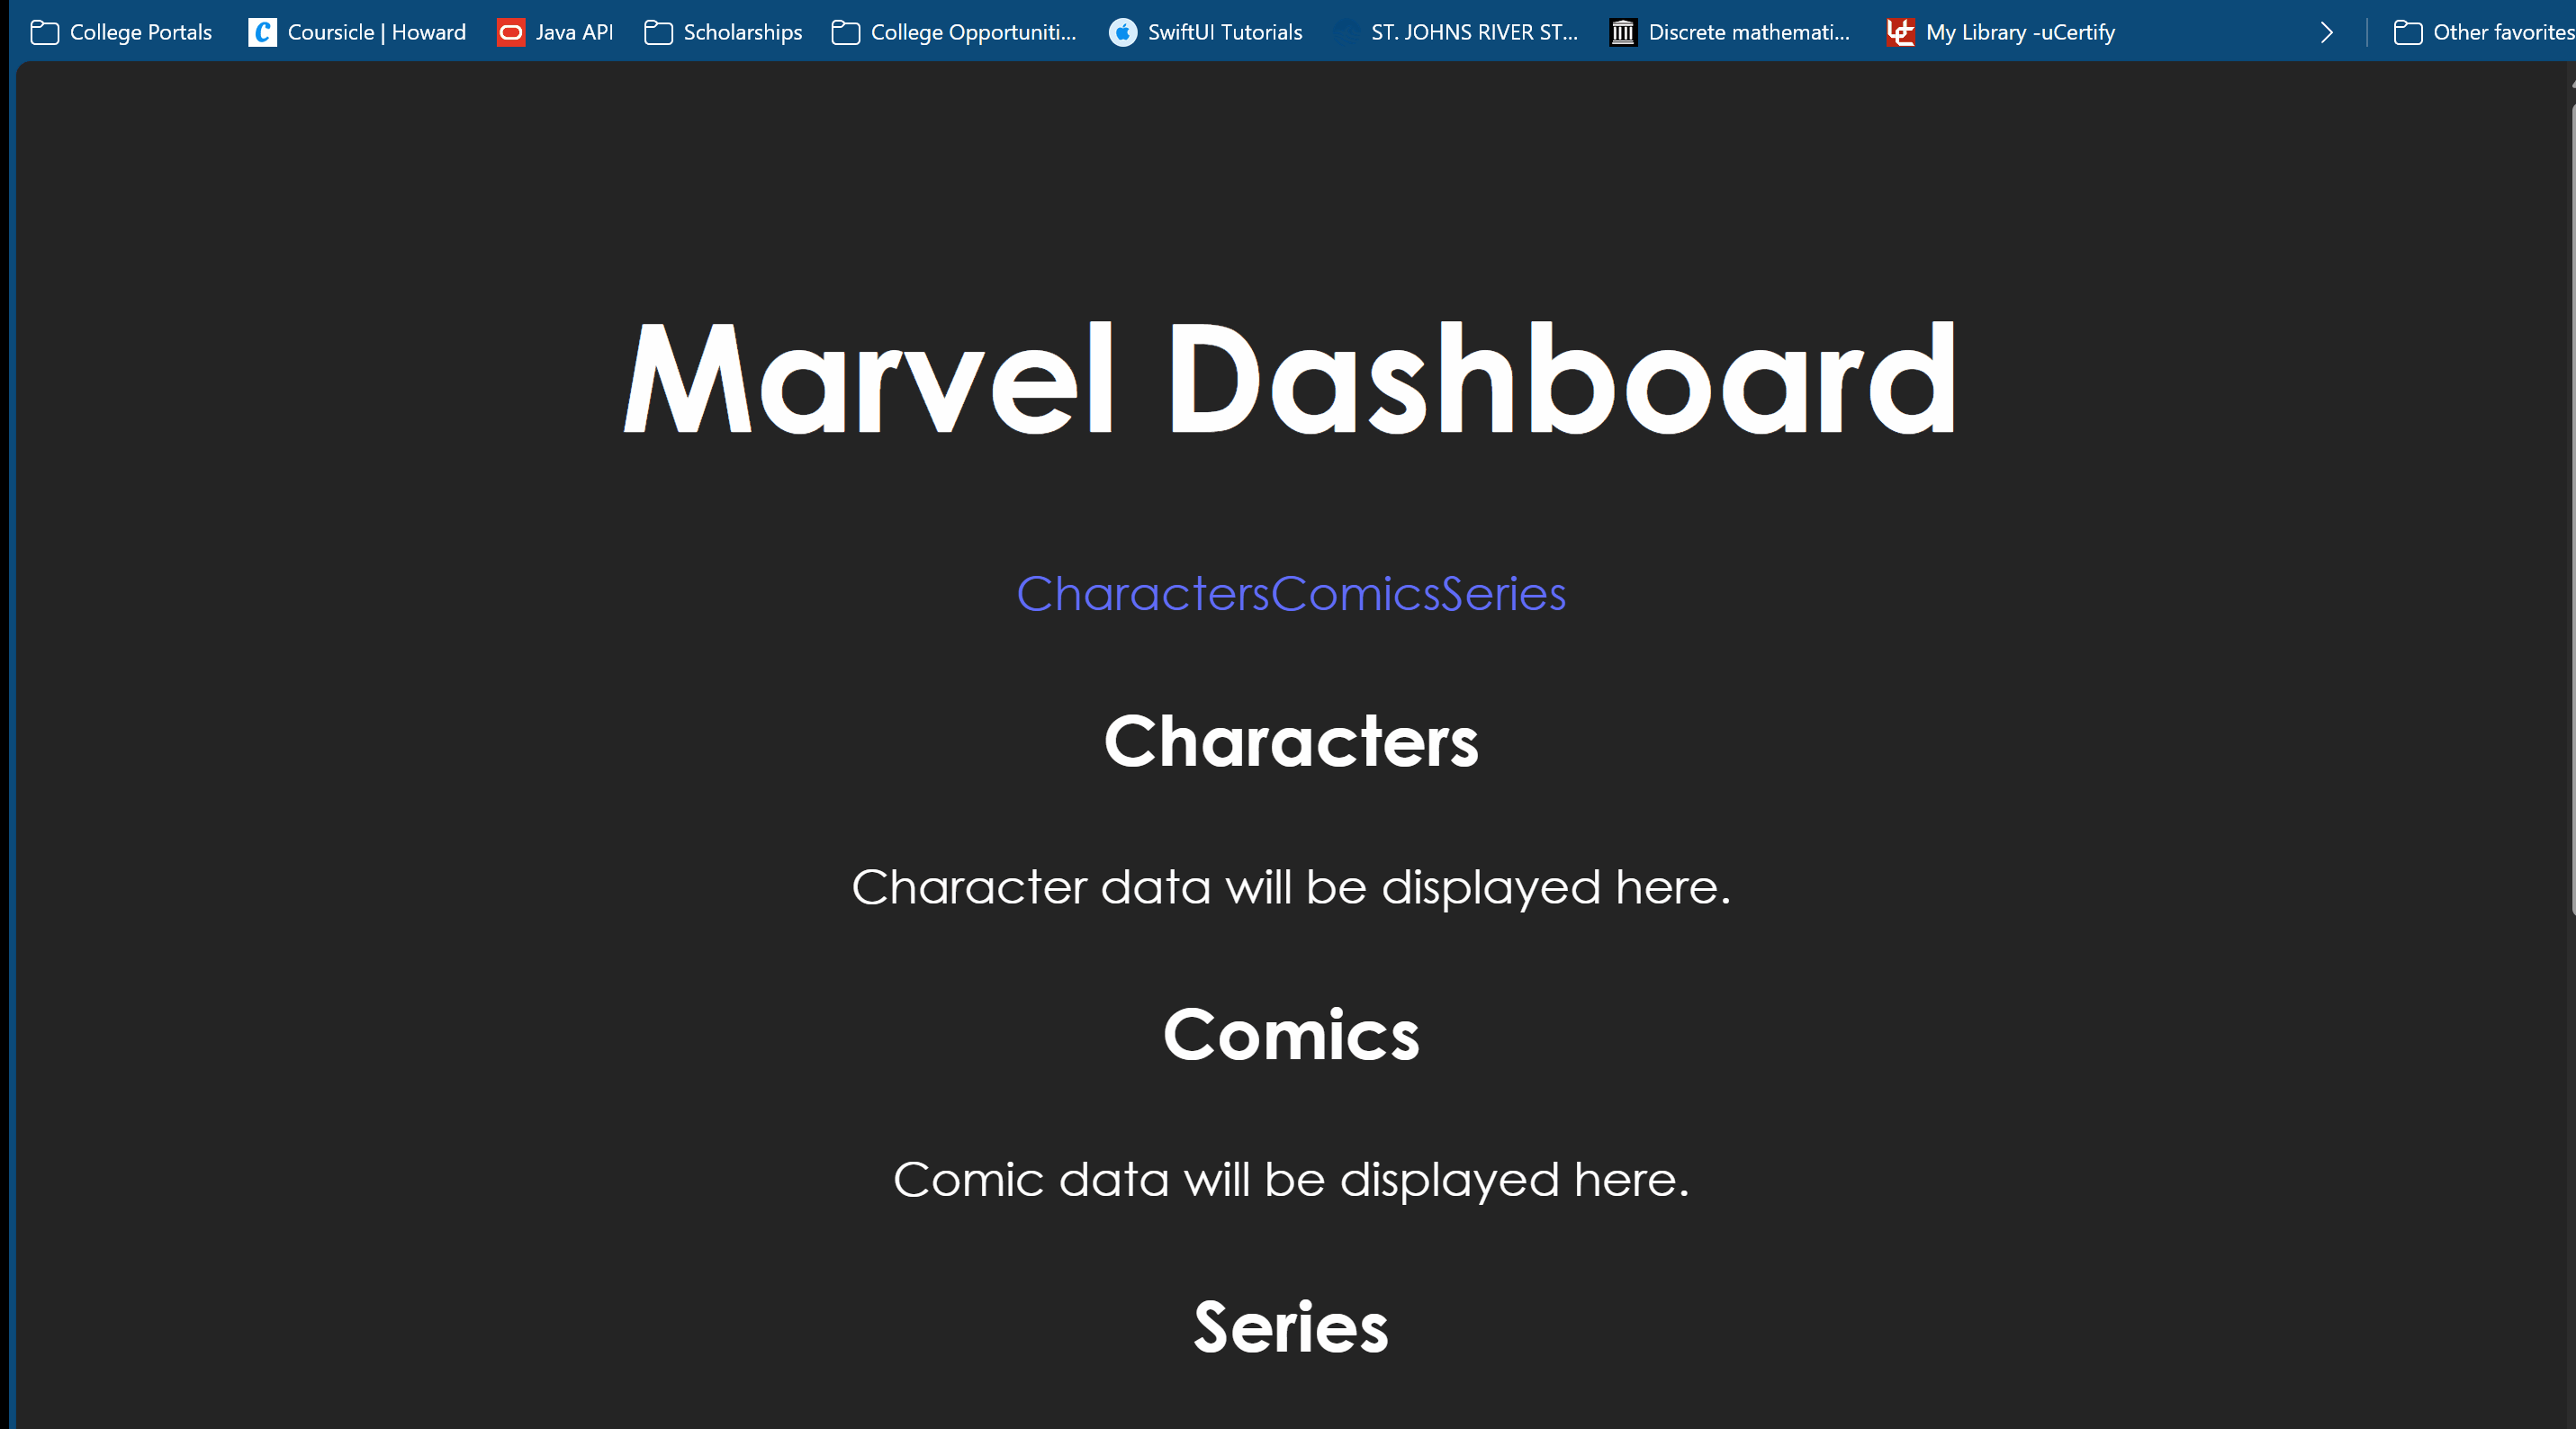 College Portals Coursicle | Howard Java API Scholarships College Opportuniti... SwiftUI Tutorials ST. JOHNS RIVER ST... Discrete mathemati... My Library -uCertify Other favorites
Marvel Dashboard
CharactersComicsSeries
Characters
Character data will be displayed here.
Comics
Comic data will be displayed here.
Series